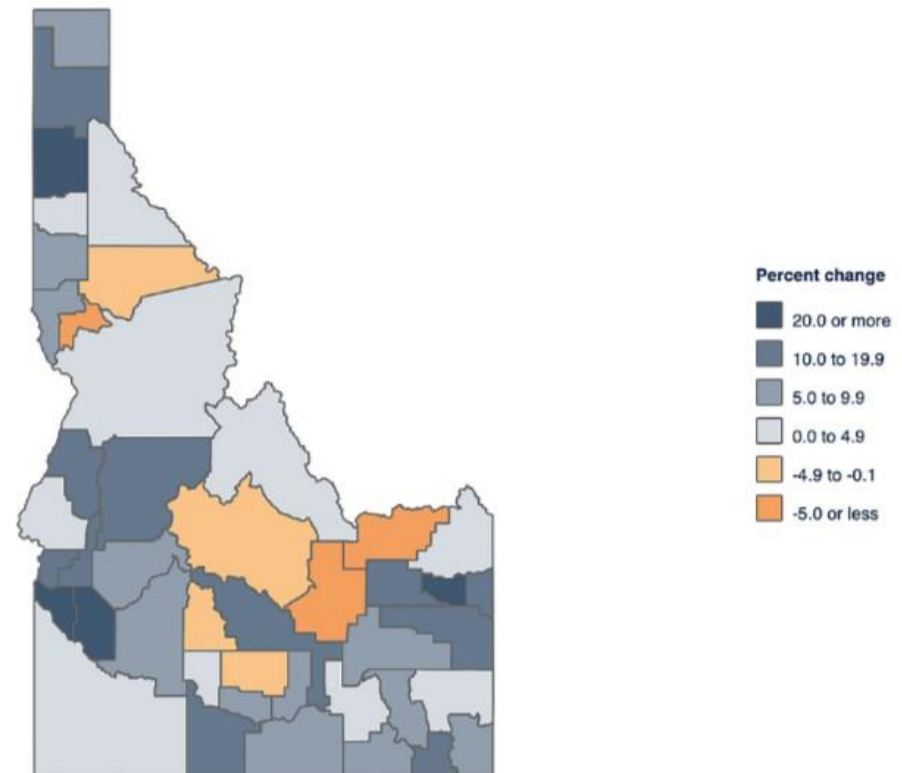 Percent change
20.0 or more
10.0 to 19.9
5.0 to 9.9
0.0 to 4.9
-4.9 to -0.1
-5.0 or less